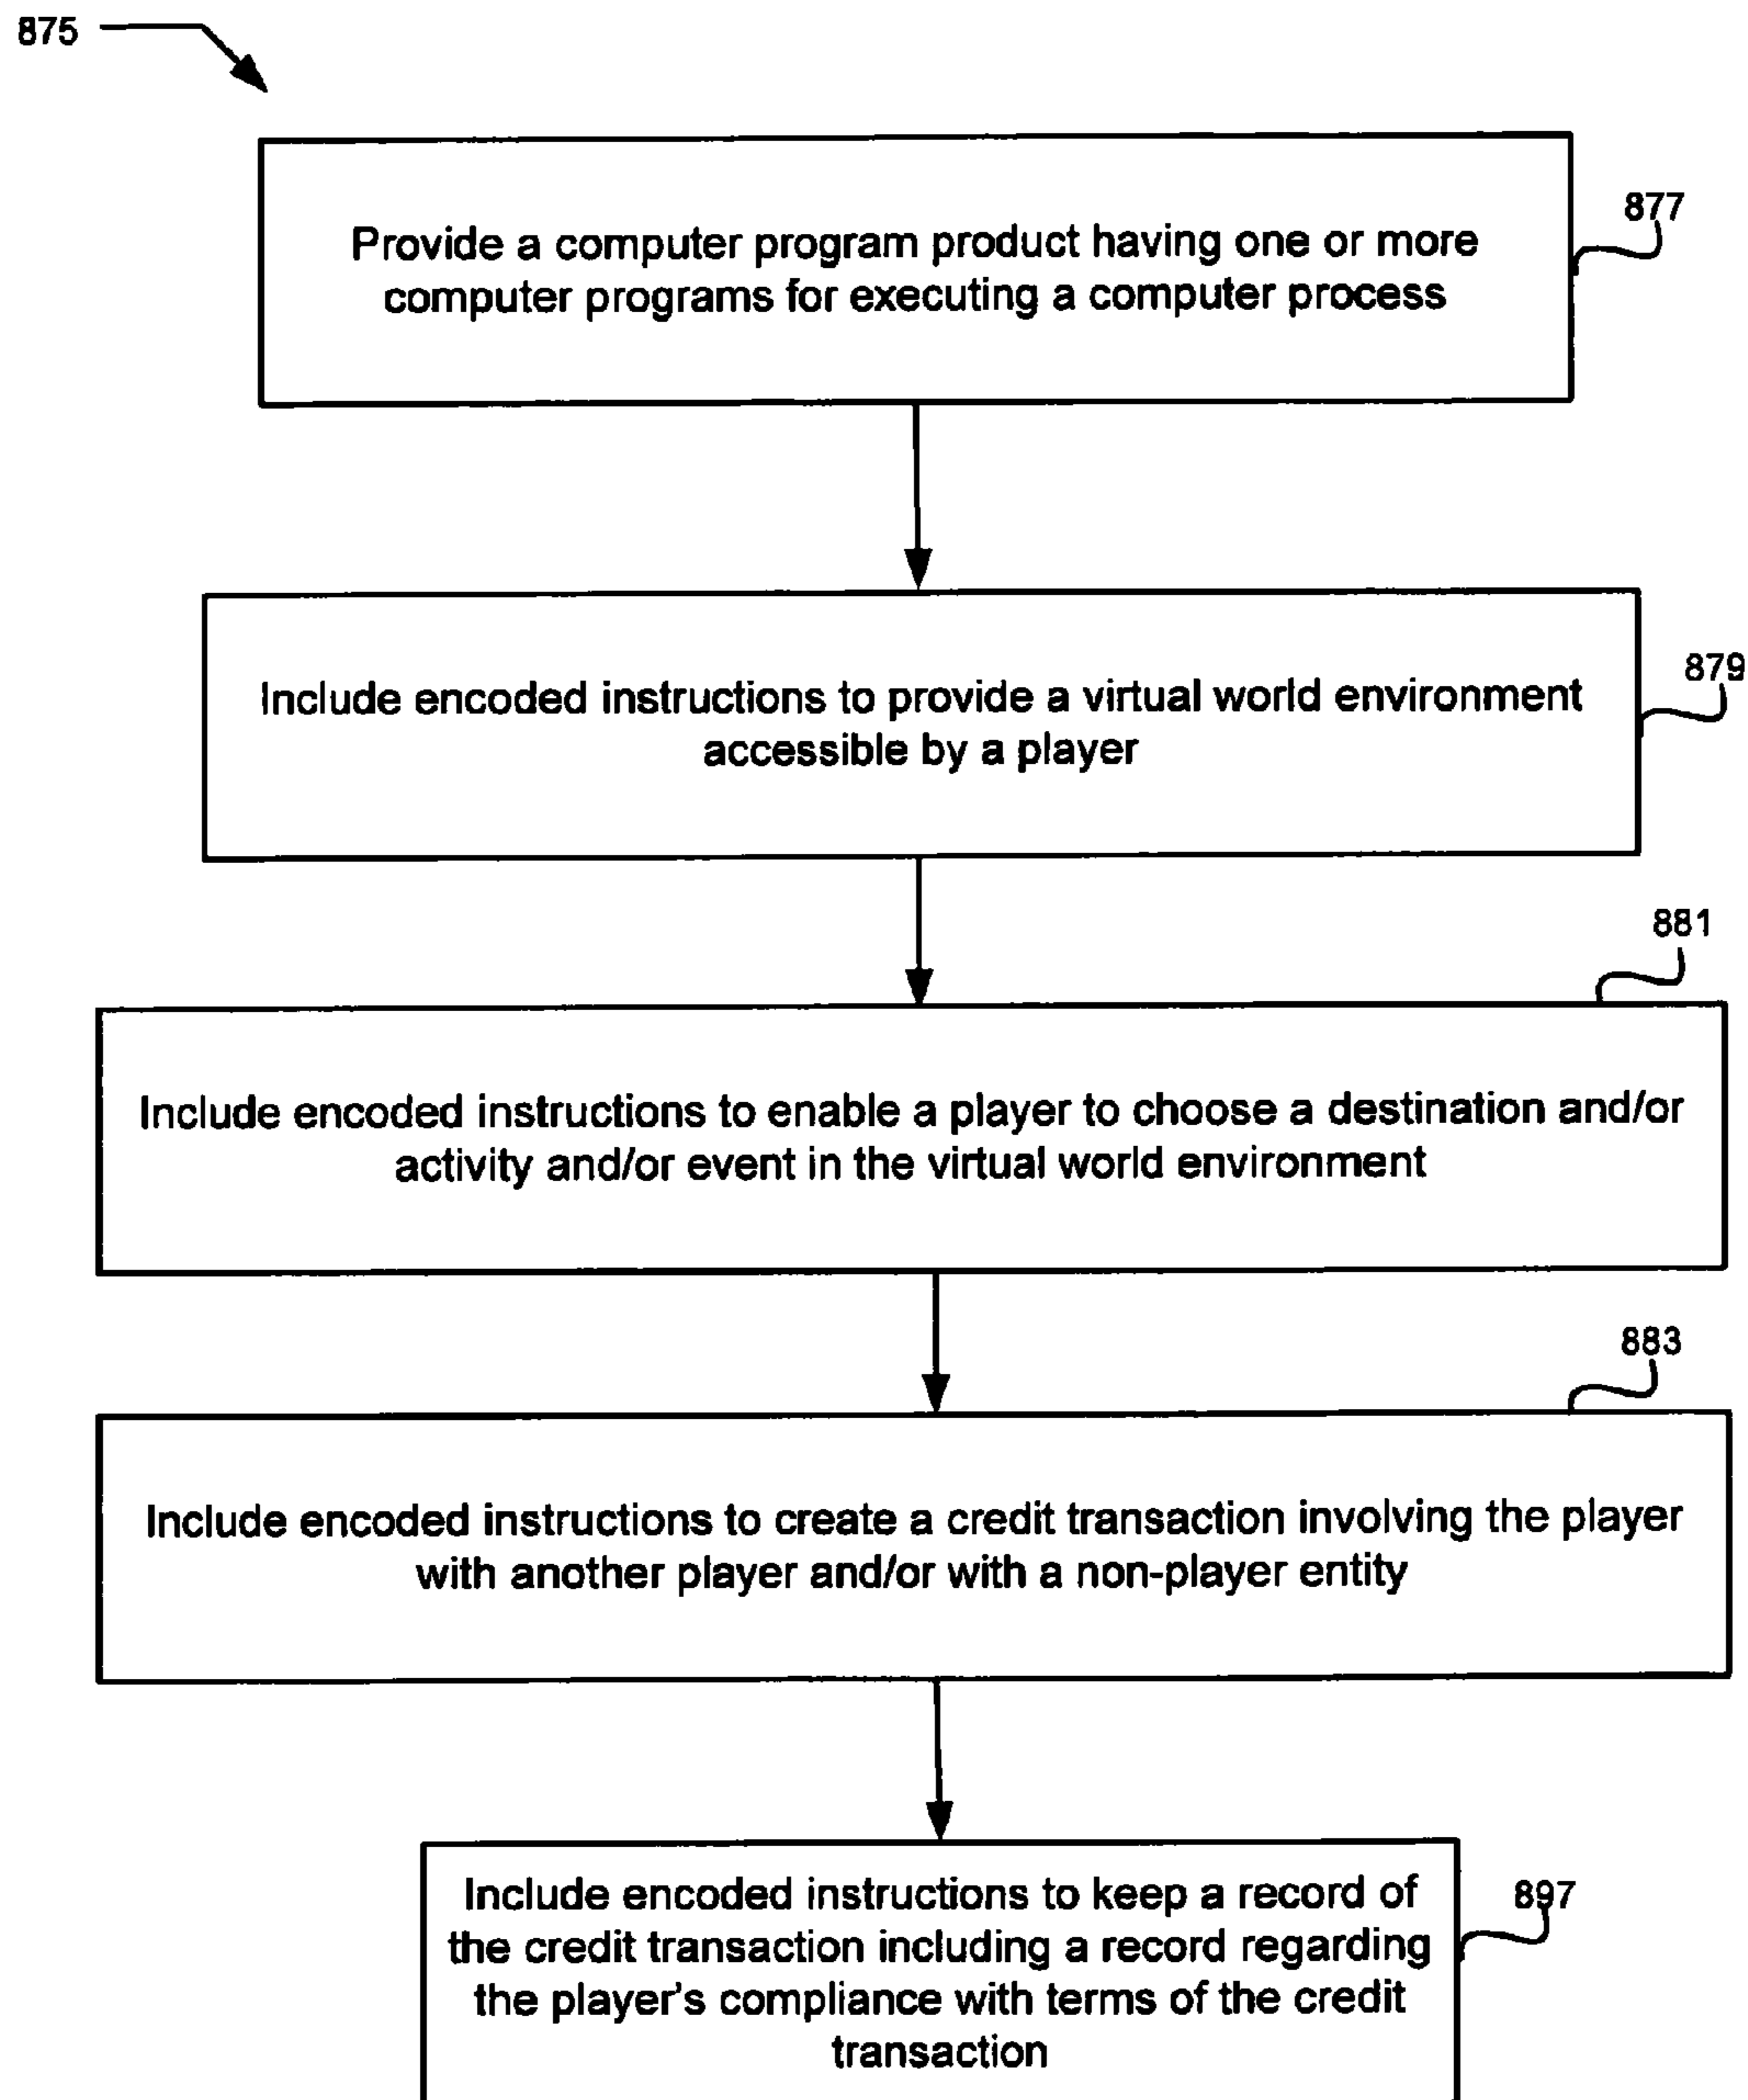 875
877
Provide a computer program product having one or more
computer programs for executing a computer process
879
Include encoded instructions to provide a virtual world environment
accessible by a player
881
Include encoded instructions to enable a player to choose a destination and/or
activity and/or event in the virtual world environment
883
Include encoded instructions to create a credit transaction involving the player
with another player and/or with a non-player entity
897
Include encoded instructions to keep a record of
the credit transaction including a record regarding
the player's compliance with terms of the credit
transaction